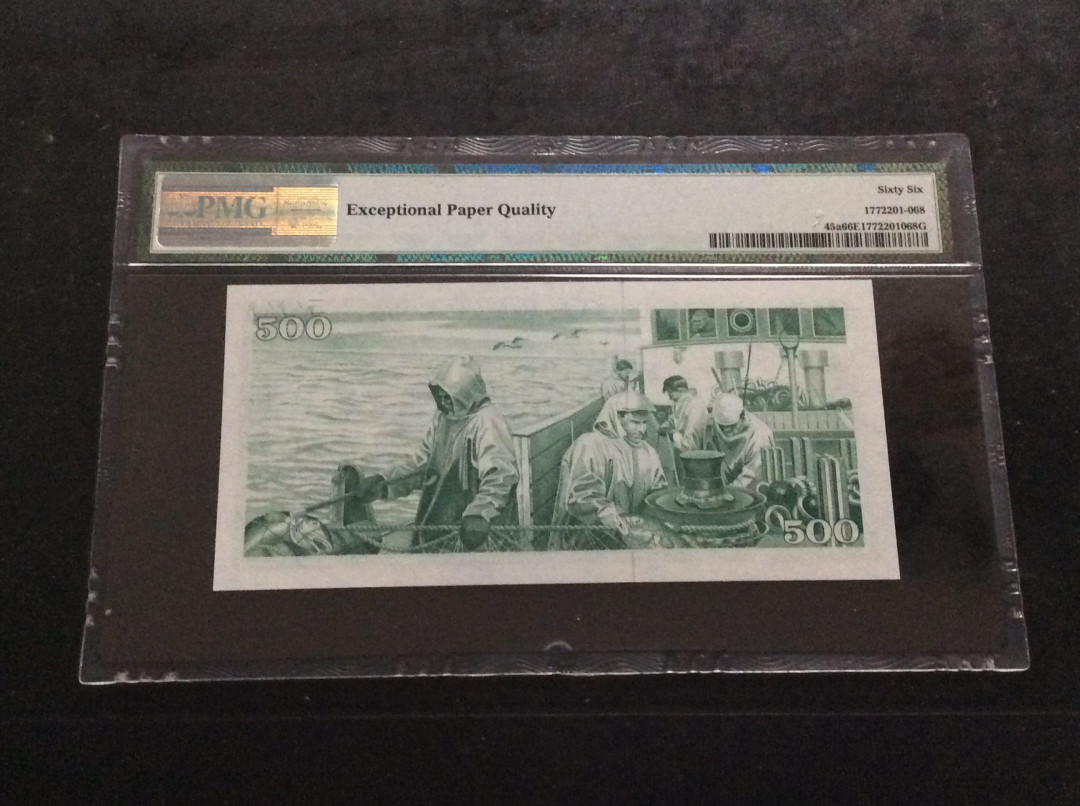 PMG
Exceptional Paper Quality
Sixty Six
1772201-068
45a66E1772201068G
500
500